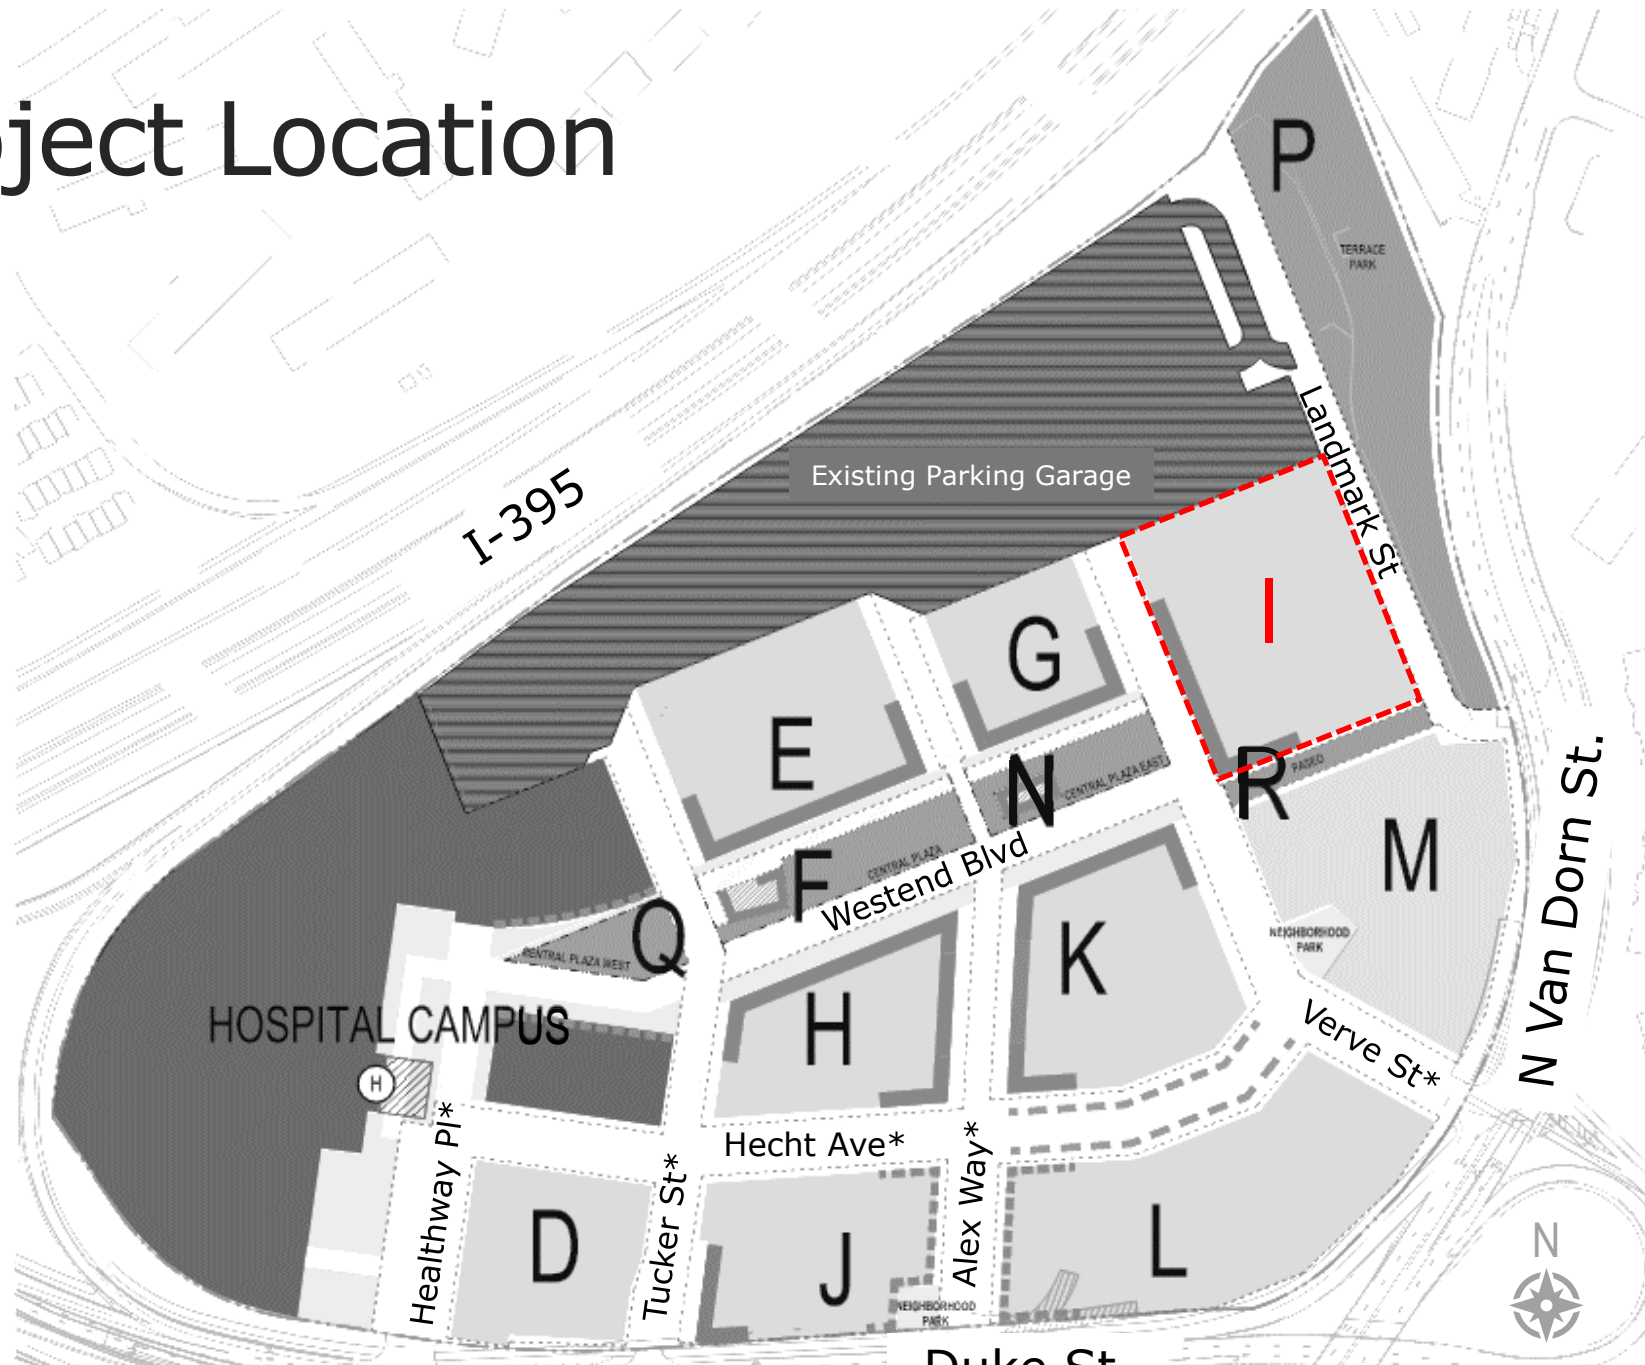 ject Location
P
TERRACE
PARK
Landmark St
Existing Parking Garage
I-395
I
G
E
N
CENTRAL PLAZA EAST
R
PASEO
M
F
CENTRAL PLAZA
Westend Blvd
N Van Dorn St.
Q
CENTRAL PLAZA WEST
K
NEIGHBORHOOD
PARK
HOSPITAL CAMPUS
H
H
Verve St*
Healthway Pl*
Hecht Ave*
Alex Way*
Tucker St*
D
J
L
NEIGHBORHOOD
PARK
N
Duke St